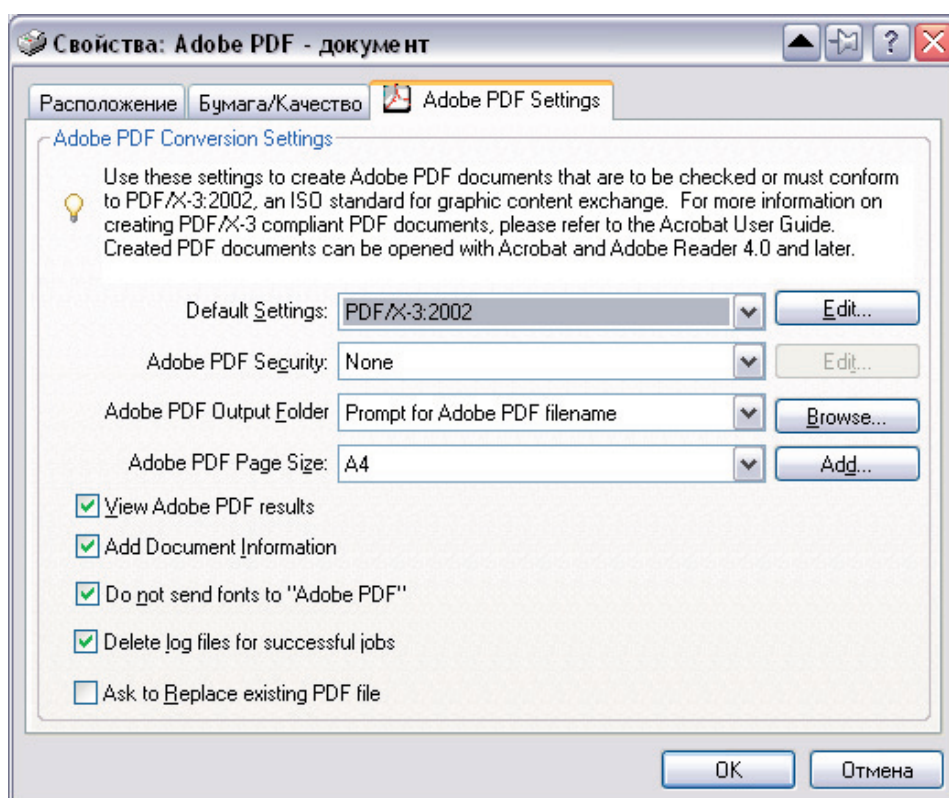 Свойства: Adobe PDF - документ
Расположение Бумага/Качество Adobe PDF Settings
Adobe PDF Conversion Settings
Use these settings to create Adobe PDF documents that are to be checked or must conform
to PDF/X-3:2002, an ISO standard for graphic content exchange. For more information on
creating PDF/X-3 compliant PDF documents, please refer to the Acrobat User Guide.
Created PDF documents can be opened with Acrobat and Adobe Reader 4.0 and later.
Default Settings: PDF/X-3:2002 Edit...
Adobe PDF Security: None Edit...
Adobe PDF Output Folder Prompt for Adobe PDF filename Browse...
Adobe PDF Page Size: A4 Add...
View Adobe PDF results
Add Document Information
Do not send fonts to "Adobe PDF"
Delete log files for successful jobs
Ask to Replace existing PDF file
OK Отмена